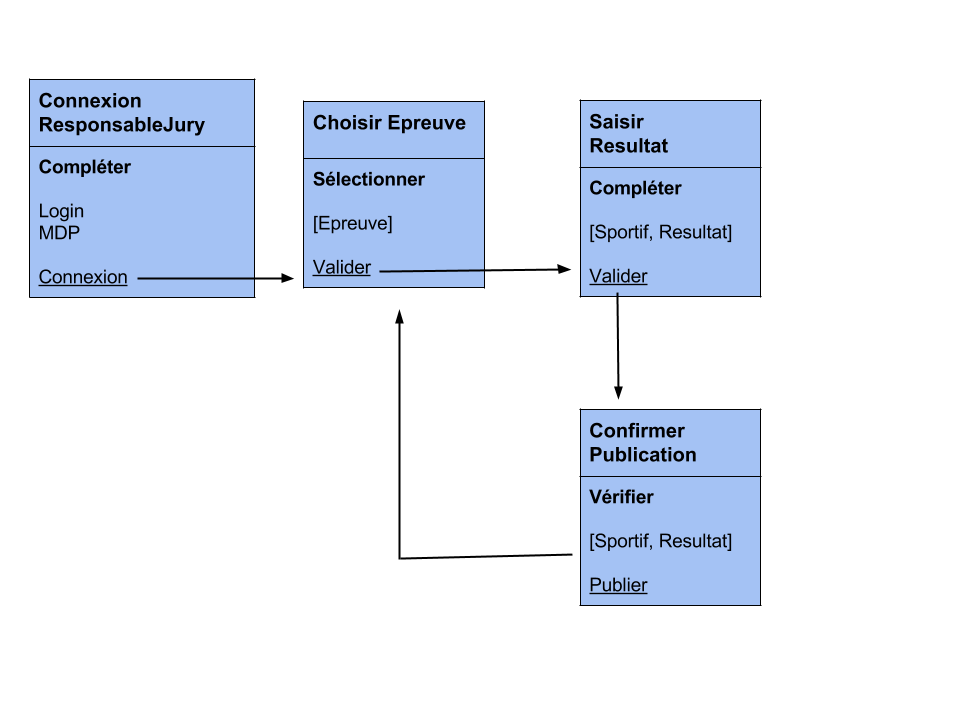 Connexion
ResponsableJury
Compléter
Login
MDP
Connexion
Choisir Epreuve
Sélectionner
[Epreuve]
Valider
Saisir
Resultat
Compléter
[Sportif, Resultat]
Valider
Confirmer
Publication
Vérifier
[Sportif, Resultat]
Publier